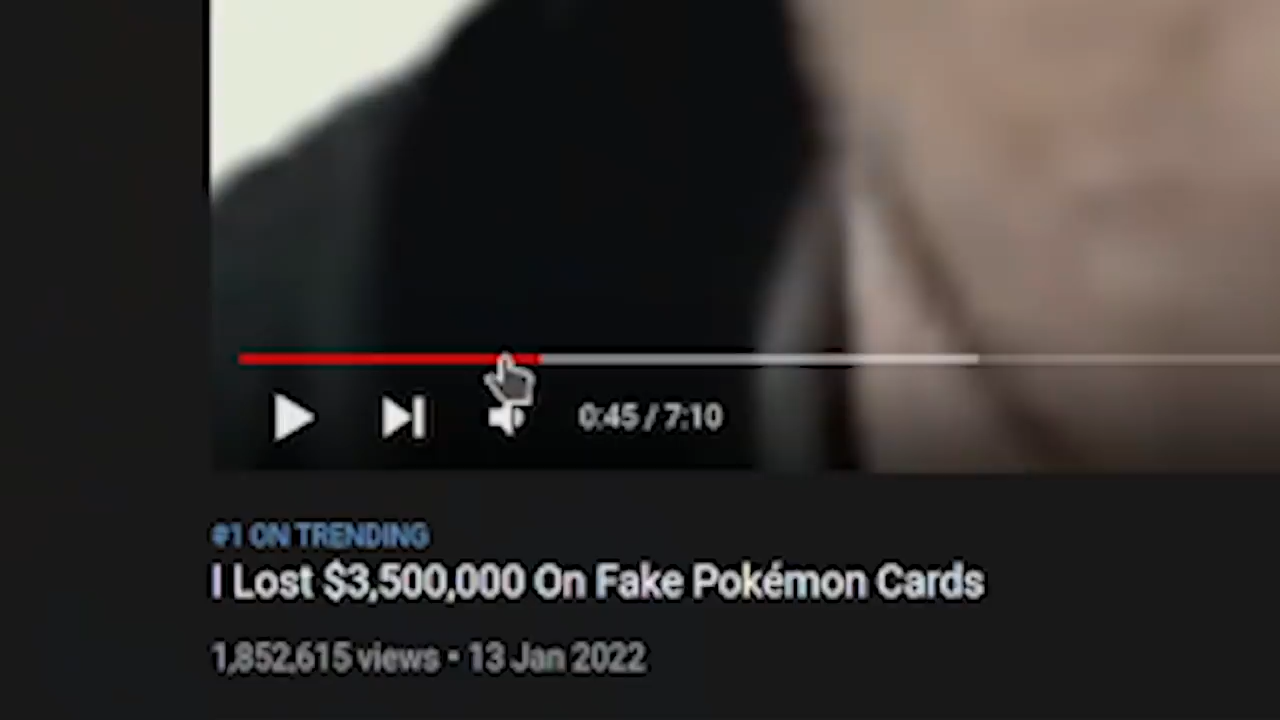 0:45 / 7:10
#1 ON TRENDING
I Lost $3,500,000 On Fake Pokémon Cards
1,852,615 views • 13 Jan 2022